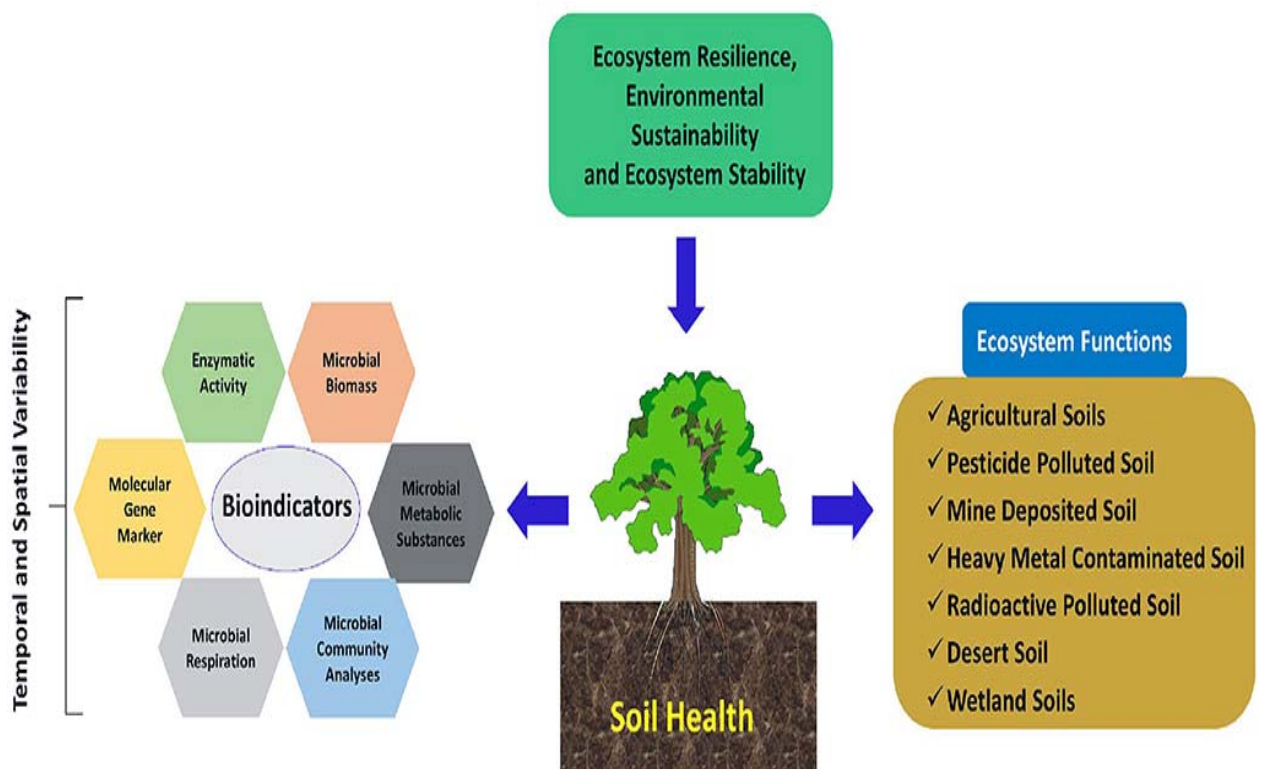 Ecosystem Resilience,
Environmental
Sustainability
and Ecosystem Stability
Temporal and Spatial Variability
Enzymatic
Activity
Microbial
Biomass
Molecular
Gene
Marker
Bioindicators
Microbial
Metabolic
Substances
Microbial
Respiration
Microbial
Community
Analyses
Soil Health
Ecosystem Functions
✓Agricultural Soils
✓Pesticide Polluted Soil
✓Mine Deposited Soil
✓Heavy Metal Contaminated Soil
✓Radioactive Polluted Soil
✓Desert Soil
✓Wetland Soils